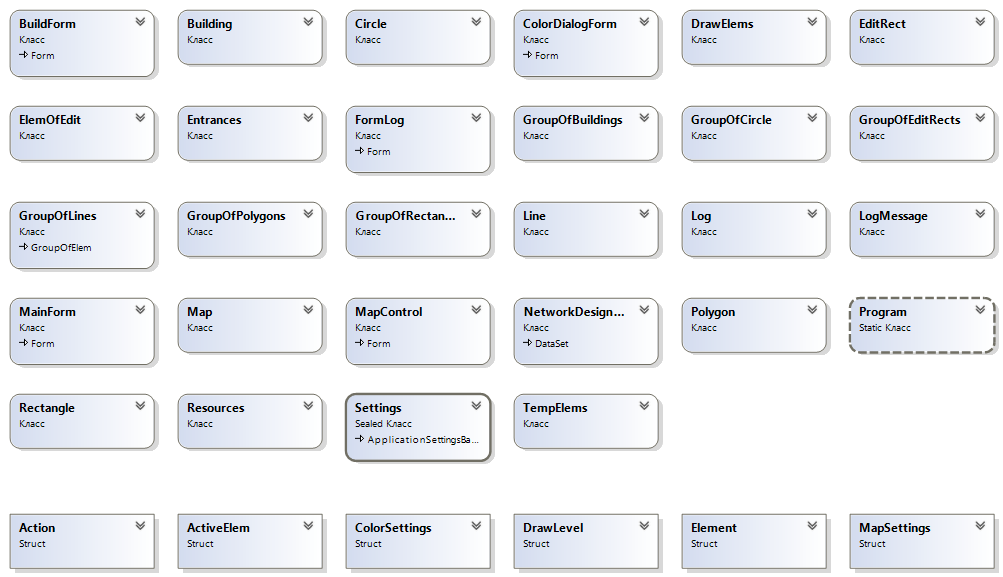 BuildForm
Класс
Form
Building
Класс
Circle
Класс
ColorDialogForm
Класс
Form
DrawElems
Класс
EditRect
Класс
ElemOfEdit
Класс
Entrances
Класс
FormLog
Класс
Form
GroupOfBuildings
Класс
GroupOfCircle
Класс
GroupOfEditRects
Класс
GroupOfLines
Класс
GroupOfElem
GroupOfPolygons
Класс
GroupOfRectan...
Класс
Line
Класс
Log
Класс
LogMessage
Класс
MainForm
Класс
Form
Map
Класс
MapControl
Класс
Form
NetworkDesign...
Класс
DataSet
Polygon
Класс
Program
Static Класс
Rectangle
Класс
Resources
Класс
Settings
Sealed Класс
ApplicationSettingsBa...
TempElems
Класс
Action
Struct
ActiveElem
Struct
ColorSettings
Struct
DrawLevel
Struct
Element
Struct
MapSettings
Struct